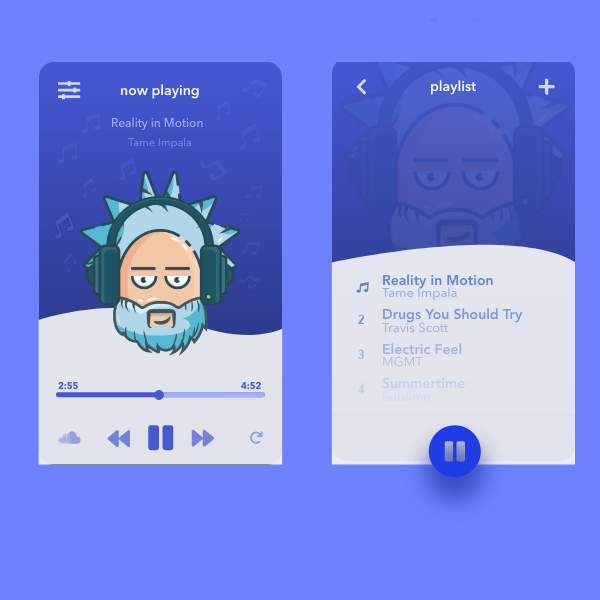 now playing
Reality in Motion
Tame Impala
2:55
4:52
playlist
Reality in Motion
Tame Impala
2
Drugs You Should Try
Travis Scott
3
Electric Feel
MGMT
4
Summertime
Sublime